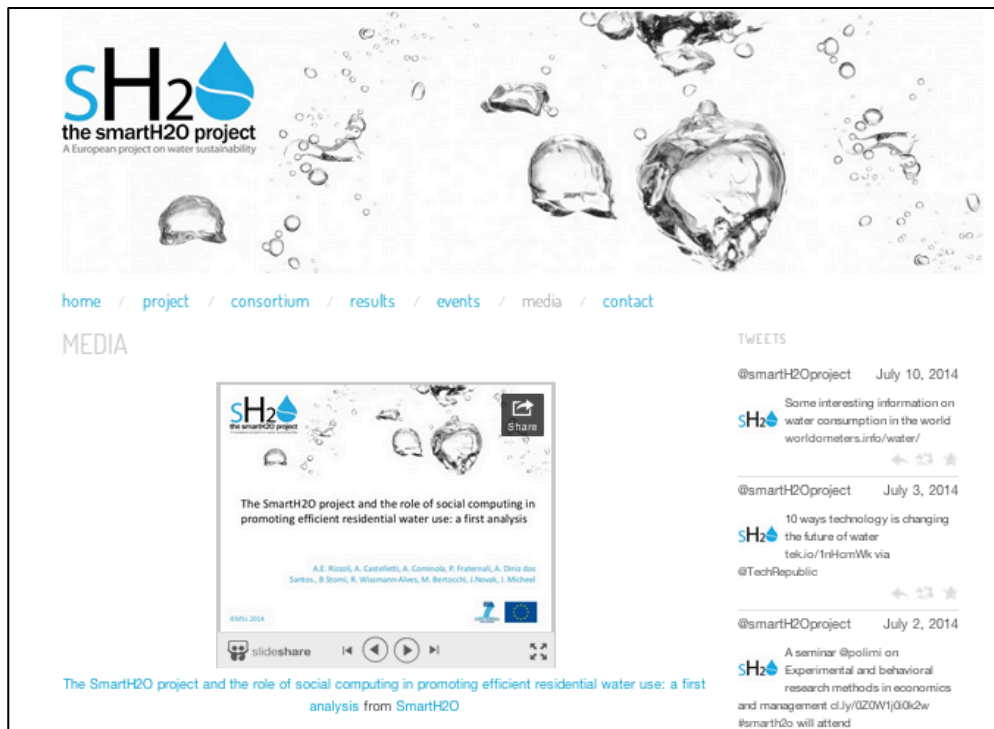 sH2O
the smartH2O project
A European project on water sustainability
home / project / consortium / results / events / media / contact
MEDIA
sH2O
the smartH2O project
Share
The SmartH2O project and the role of social computing in
promoting efficient residential water use: a first analysis
A.E. Rizzoli, A. Castelletti, A. Cominola, P. Fraternali, A. Diniz dos
Santos , B Storni, R. Wissmann-Alves, M. Bertocchi, J.Novak, I. Micheel
iEMSs 2014
slideshare
The SmartH2O project and the role of social computing in promoting efficient residential water use: a first
analysis from SmartH2O
TWEETS
@smartH2Oproject July 10, 2014
sH2O
Some interesting information on
water consumption in the world
worldometers.info/water/
@smartH2Oproject July 3, 2014
sH2O
10 ways technology is changing
the future of water
tek.io/1nHcmWk via
@TechRepublic
@smartH2Oproject July 2, 2014
sH2O
A seminar @polimi on
Experimental and behavioral
research methods in economics
and management cl.ly/0Z0W1j0i0k2w
#smarth2o will attend